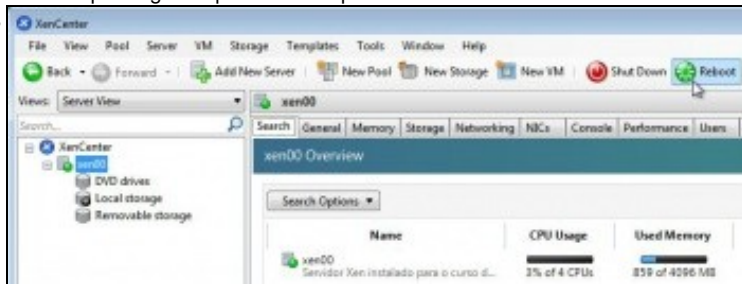 XenCenter
File View Pool Server VM Storage Templates Tools Window Help
Back Forward Add New Server New Pool New Storage New VM Shut Down Reboot
Views: Server View xen00
Search... Search General Memory Storage Networking NICs Console Performance Users
XenCenter
xen00 xen00 Overview
DVD drives
Local storage
Removable storage
Search Options
Name CPU Usage Used Memory
xen00
Servidor Xen instalado para o curso d... 3% of 4 CPUs 859 of 4096 MB